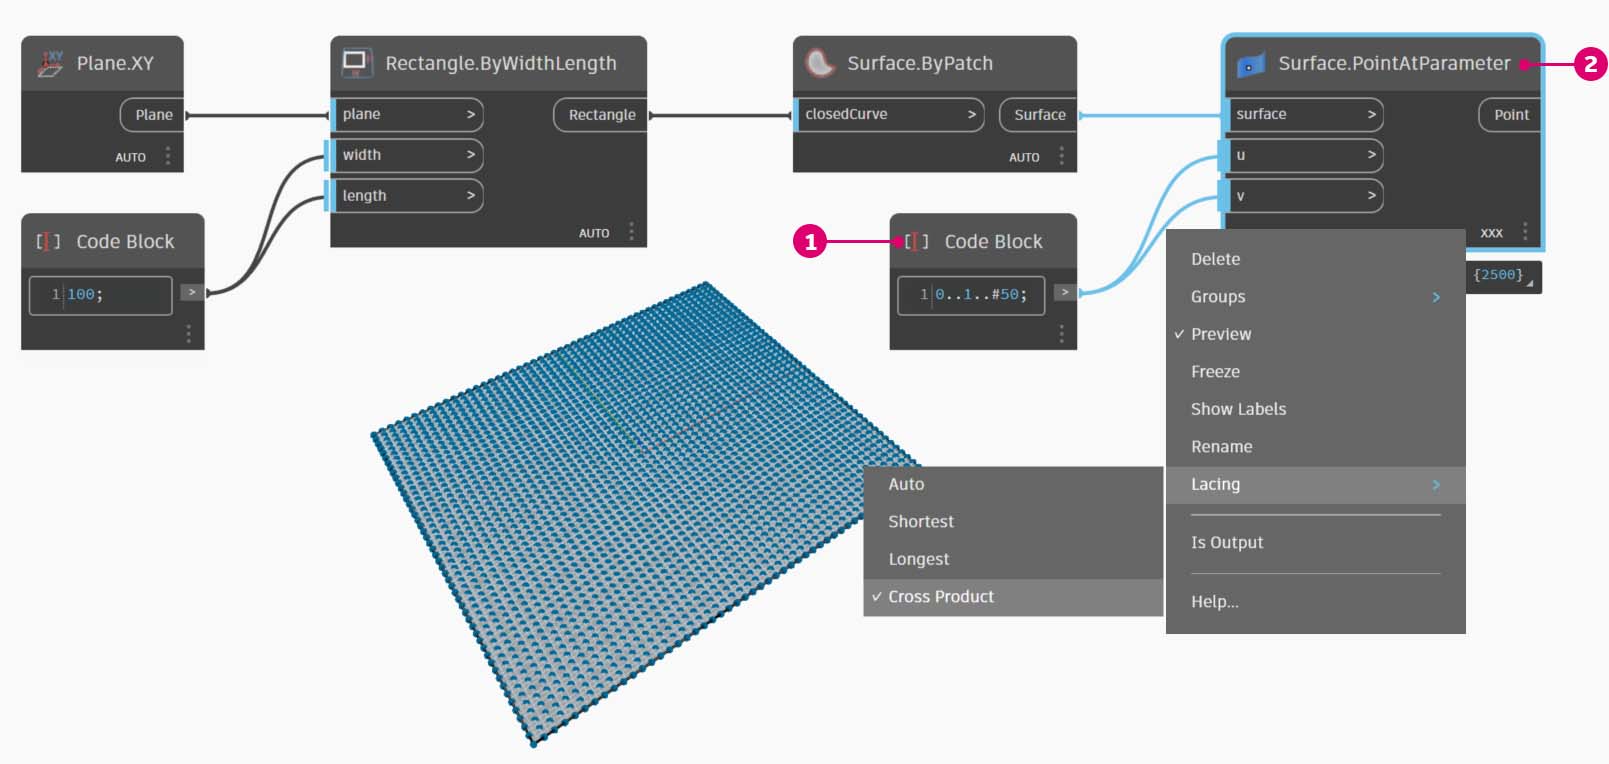 Plane.XY
Plane
AUTO
Code Block
1 100;
>
Rectangle.ByWidthLength
plane >
Rectangle
width >
length >
AUTO
Surface.ByPatch
closedCurve >
Surface
AUTO
1
Code Block
1 0..1..#50;
>
Surface.PointAtParameter
2
surface >
Point
u >
v >
XXX
{2500}
Delete
Groups >
✓ Preview
Freeze
Show Labels
Rename
Lacing >
Is Output
Help...
Auto
Shortest
Longest
✓ Cross Product